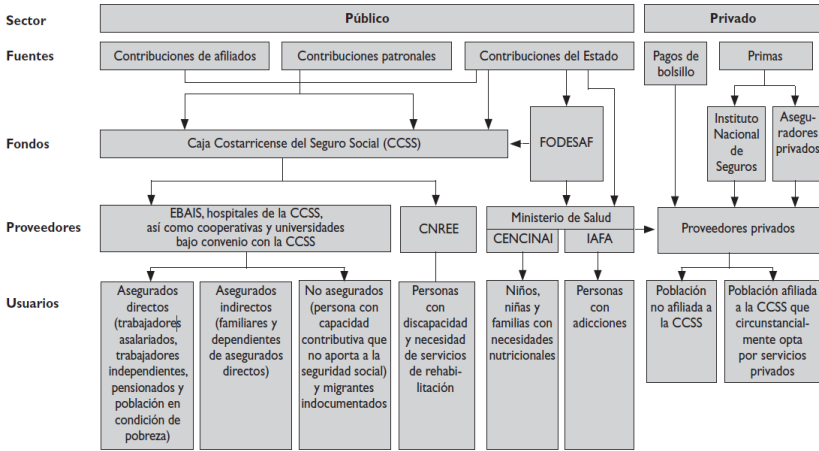 Sector
Público
Privado
Fuentes
Contribuciones de afiliados
Contribuciones patronales
Contribuciones del Estado
Pagos de
bolsillo
Primas
Fondos
Caja Costarricense del Seguro Social (CCSS)
FODESAF
Instituto
Nacional
de
Seguros
Asegu-
radores
privados
Proveedores
EBAIS, hospitales de la CCSS,
así como cooperativas y universidades
bajo convenio con la CCSS
CNREE
Ministerio de Salud
CENCINAI
IAFA
Proveedores privados
Usuarios
Asegurados
directos
(trabajadores
asalariados,
trabajadores
independientes,
pensionados y
población en
condición de
pobreza)
Asegurados
indirectos
(familiares y
dependientes
de asegurados
directos)
No asegurados
(persona con
capacidad
contributiva que
no aporta a la
seguridad social)
y migrantes
indocumentados
Personas
con
discapacidad
y necesidad
de servicios
de rehabi-
litación
Niños,
niñas y
familias con
necesidades
nutricionales
Personas
con
adicciones
Población
no afiliada a
la CCSS
Población afiliada
a la CCSS que
circunstancial-
mente opta
por servicios
privados